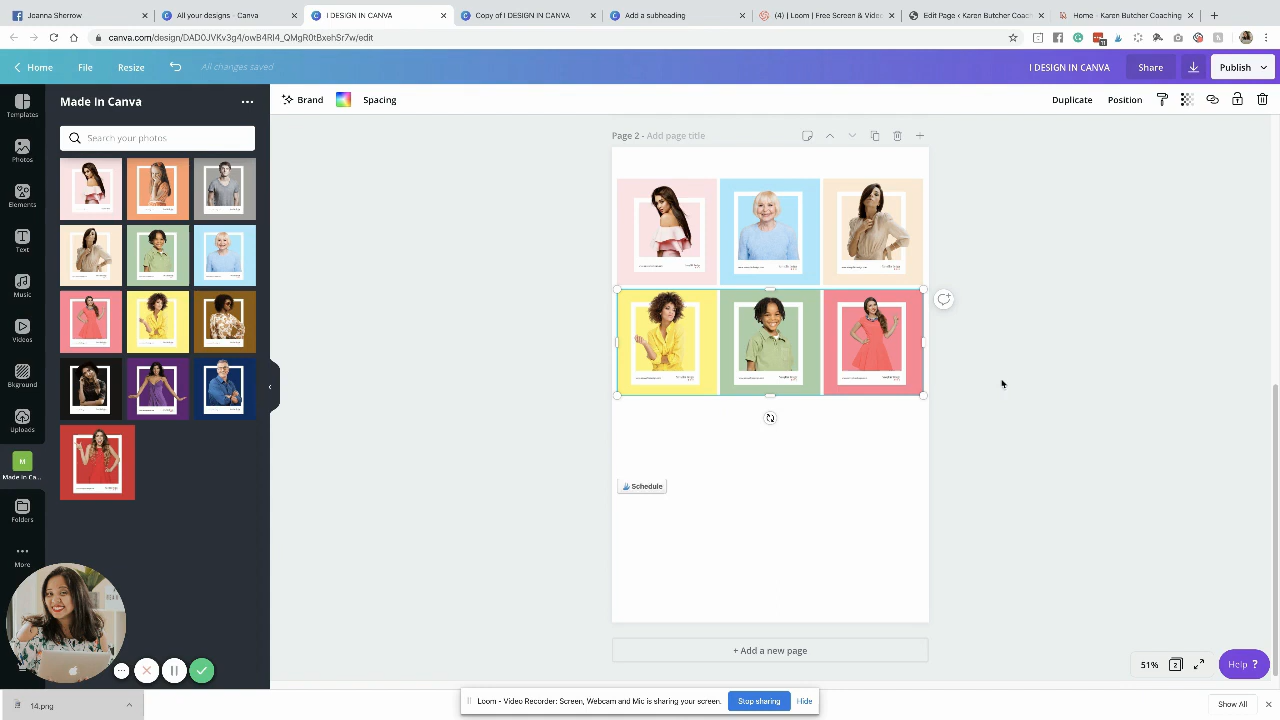 Joanna Sherrow
All your designs - Canva
I DESIGN IN CANVA
Copy of I DESIGN IN CANVA
Add a subheading
(4) | Loom | Free Screen & Video
Edit Page ‹ Karen Butcher Coach
Home - Karen Butcher Coaching
canva.com/design/DAD0JVKv3g4/owB4RI4_QMgR0tBxehSr7w/edit
Home
File
Resize
All changes saved
I DESIGN IN CANVA
Share
Publish
Templates
Photos
Elements
Text
Music
Videos
Bkground
Uploads
M
Made in Ca...
Folders
More
Made in Canva
Search your photos
Brand
Spacing
Duplicate
Position
Page 2 - Add page title
Schedule
+ Add a new page
51%
2
Help ?
14.png
Loom - Video Recorder: Screen, Webcam and Mic is sharing your screen.
Stop sharing
Hide
Show All